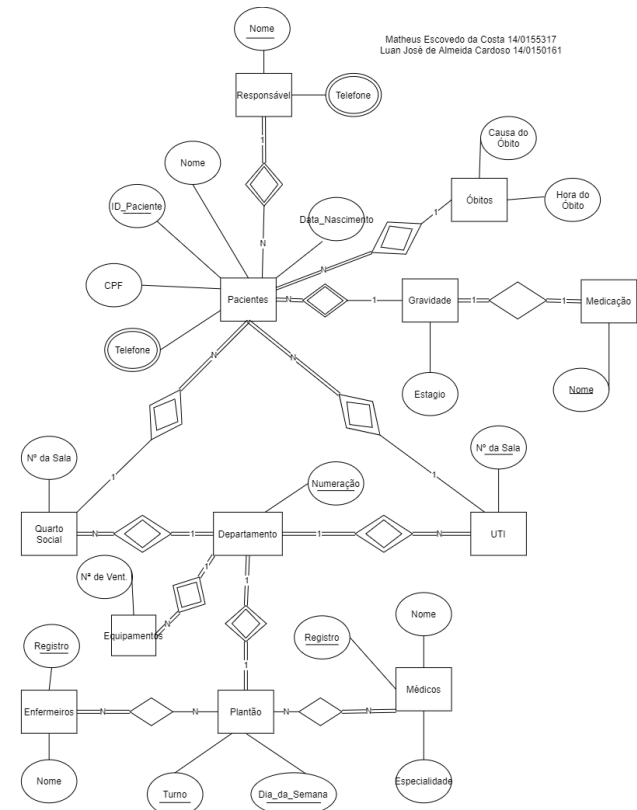 Nome
Matheus Escovedo da Costa 14/0155317
Luan José de Almeida Cardoso 14/0150161
Responsável
Telefone
1
Causa do
Óbito
Nome
Óbitos
Hora do
Óbito
ID_Paciente
Data_Nascimento
1
N
N
CPF
Pacientes
N
1
Gravidade
1
1
Medicação
Telefone
N
N
Estagio
Nome
Nº da Sala
Nº da Sala
1
1
Numeração
Quarto
Social
N
1
Departamento
1
N
UTI
1
1
Nª de Vent.
N
Equipamentos
Nome
Registro
Registro
1
Enfermeiros
N
N
Plantão
N
N
Médicos
Nome
Turno
Dia_da_Semana
Especialidade